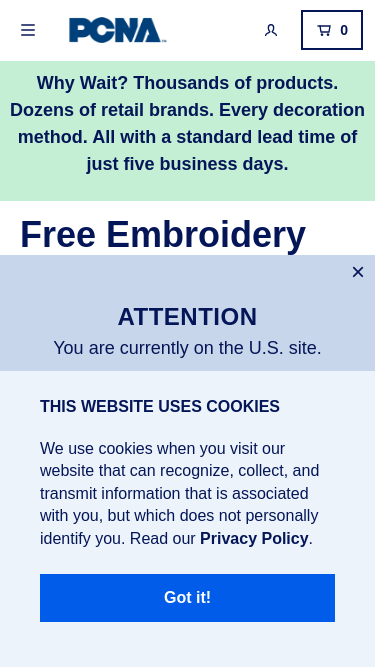 PCNA
0
Why Wait? Thousands of products.
Dozens of retail brands. Every decoration
method. All with a standard lead time of
just five business days.
Free Embroidery
ATTENTION
You are currently on the U.S. site.
THIS WEBSITE USES COOKIES
We use cookies when you visit our
website that can recognize, collect, and
transmit information that is associated
with you, but which does not personally
identify you. Read our Privacy Policy.
Got it!